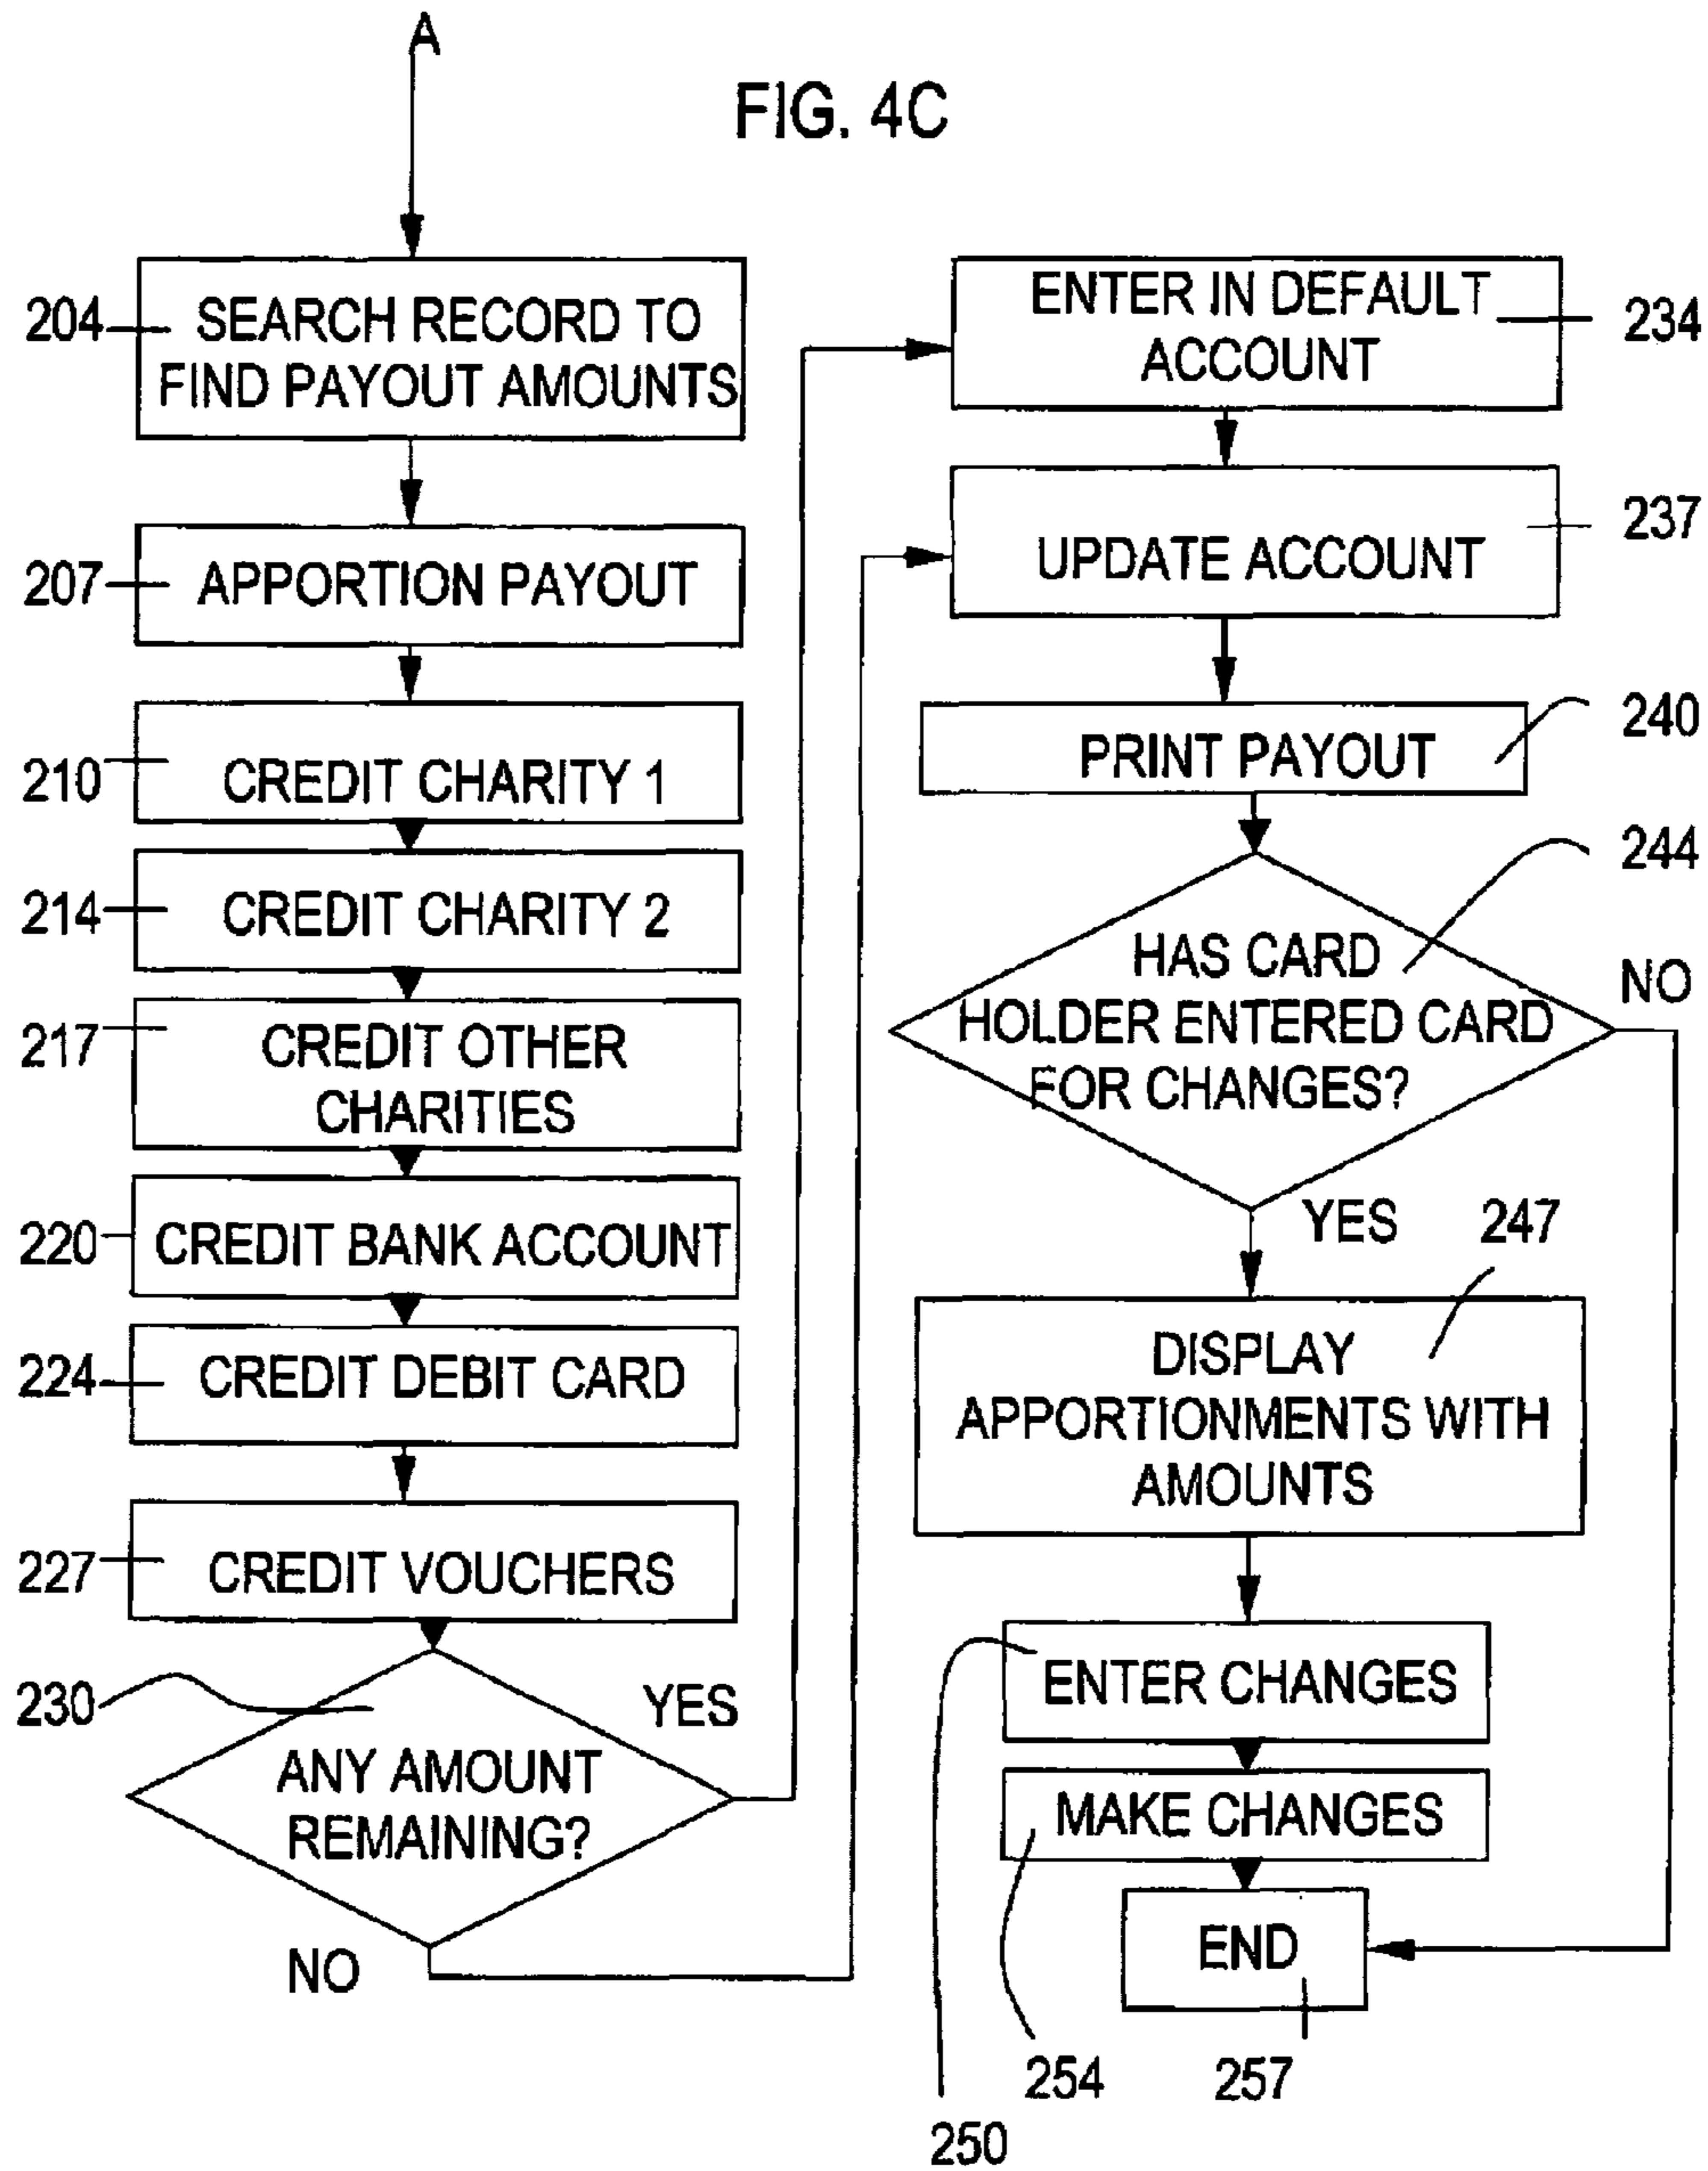 A
FIG. 4C
204
SEARCH RECORD TO
FIND PAYOUT AMOUNTS
207
APPORTION PAYOUT
210
CREDIT CHARITY 1
214
CREDIT CHARITY 2
217
CREDIT OTHER
CHARITIES
220
CREDIT BANK ACCOUNT
224
CREDIT DEBIT CARD
227
CREDIT VOUCHERS
230
ANY AMOUNT
REMAINING?
YES
NO
ENTER IN DEFAULT
ACCOUNT
234
UPDATE ACCOUNT
237
PRINT PAYOUT
240
HAS CARD
HOLDER ENTERED CARD
FOR CHANGES?
244
NO
YES
247
DISPLAY
APPORTIONMENTS WITH
AMOUNTS
ENTER CHANGES
250
MAKE CHANGES
254
END
257